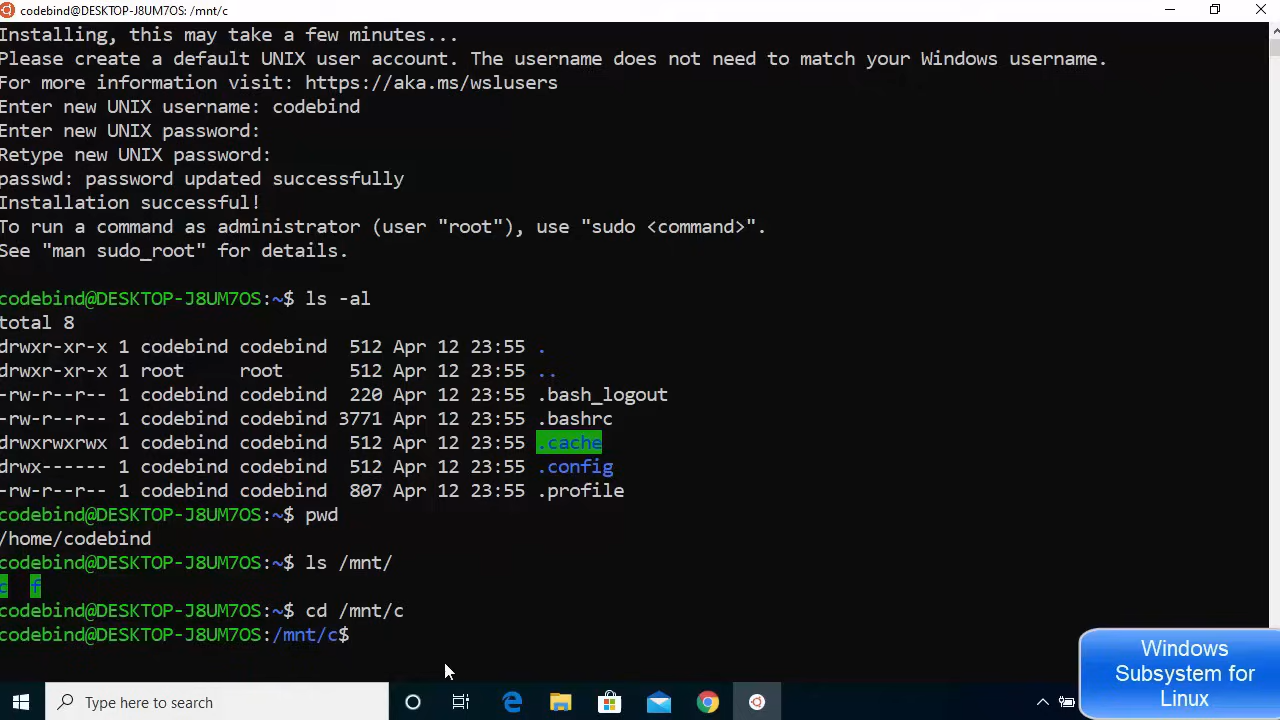 codebind@DESKTOP-J8UM7OS: /mnt/c
Installing, this may take a few minutes...
Please create a default UNIX user account. The username does not need to match your Windows username.
For more information visit: https://aka.ms/wslusers
Enter new UNIX username: codebind
Enter new UNIX password:
Retype new UNIX password:
passwd: password updated successfully
Installation successful!
To run a command as administrator (user "root"), use "sudo <command>".
See "man sudo_root" for details.
codebind@DESKTOP-J8UM7OS:~$ ls -al
total 8
drwxr-xr-x 1 codebind codebind  512 Apr 12 23:55 .
drwxr-xr-x 1 root     root      512 Apr 12 23:55 ..
-rw-r--r-- 1 codebind codebind  220 Apr 12 23:55 .bash_logout
-rw-r--r-- 1 codebind codebind 3771 Apr 12 23:55 .bashrc
drwxrwxrwx 1 codebind codebind  512 Apr 12 23:55 .cache
drwx------ 1 codebind codebind  512 Apr 12 23:55 .config
-rw-r--r-- 1 codebind codebind  807 Apr 12 23:55 .profile
codebind@DESKTOP-J8UM7OS:~$ pwd
/home/codebind
codebind@DESKTOP-J8UM7OS:~$ ls /mnt/
c  f
codebind@DESKTOP-J8UM7OS:~$ cd /mnt/c
codebind@DESKTOP-J8UM7OS:/mnt/c$
Windows
Subsystem for
Linux
Type here to search